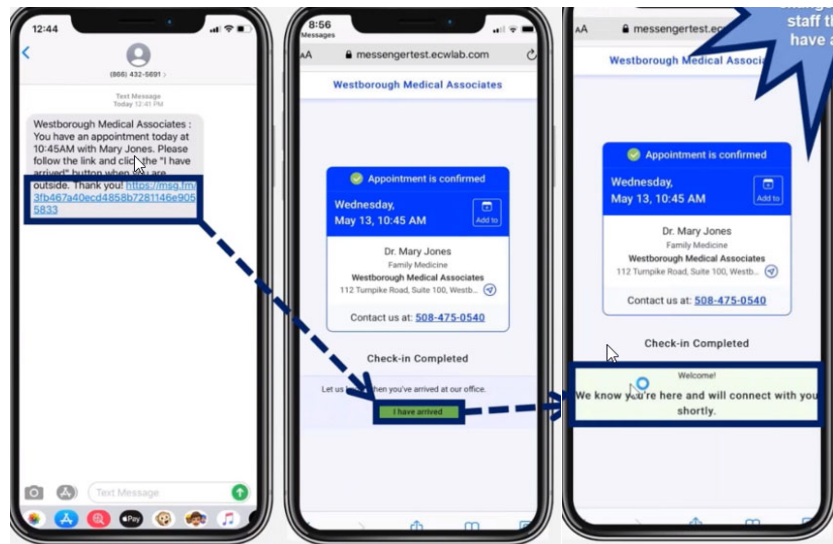 12:44
(866) 432-5691 >
Text Message
Today 12:41 PM
Westborough Medical Associates :
You have an appointment today at
10:45AM with Mary Jones. Please
follow the link and click the "I have
arrived" button when you are
outside. Thank you! https://msg.fm/
3fb467a40ecd4858b7281146e905
5833
Text Message
Pay
8:56
Messages
AA messengertest.ecwlab.com
Westborough Medical Associates
Appointment is confirmed
Wednesday,
May 13, 10:45 AM
Add to
Dr. Mary Jones
Family Medicine
Westborough Medical Associates
112 Turnpike Road, Suite 100, Westb...
Contact us at: 508-475-0540
Check-in Completed
Let us when you've arrived at our office.
I have arrived
staff
have
AA messengertest.ec
Westborough Medical Associ
Appointment is confirmed
Wednesday,
May 13, 10:45 AM
Add to
Dr. Mary Jones
Family Medicine
Westborough Medical Associates
112 Turnpike Road, Suite 100, Westb...
Contact us at: 508-475-0540
Check-in Completed
Welcome!
We know you're here and will connect with you
shortly.